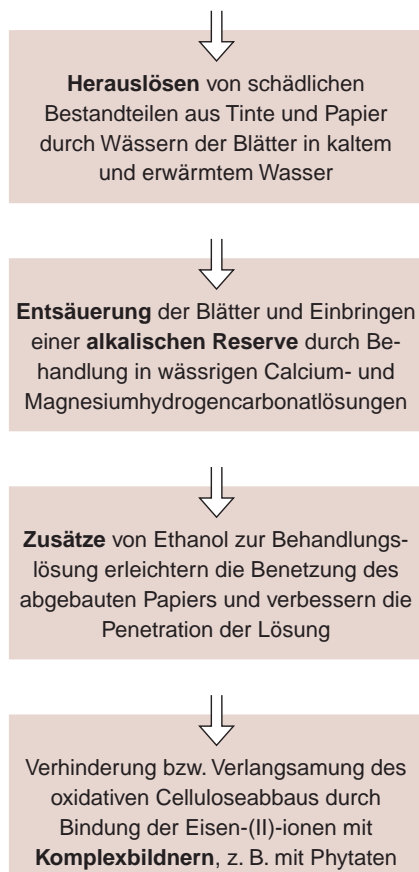 Herauslösen von schädlichen
Bestandteilen aus Tinte und Papier
durch Wässern der Blätter in kaltem
und erwärmtem Wasser
Entsäuerung der Blätter und Einbringen
einer alkalischen Reserve durch Be-
handlung in wässrigen Calcium- und
Magnesiumhydrogencarbonatlösungen
Zusätze von Ethanol zur Behandlungs-
lösung erleichtern die Benetzung des
abgebauten Papiers und verbessern die
Penetration der Lösung
Verhinderung bzw. Verlangsamung des
oxidativen Celluloseabbaus durch
Bindung der Eisen-(II)-ionen mit
Komplexbildnern, z. B. mit Phytaten